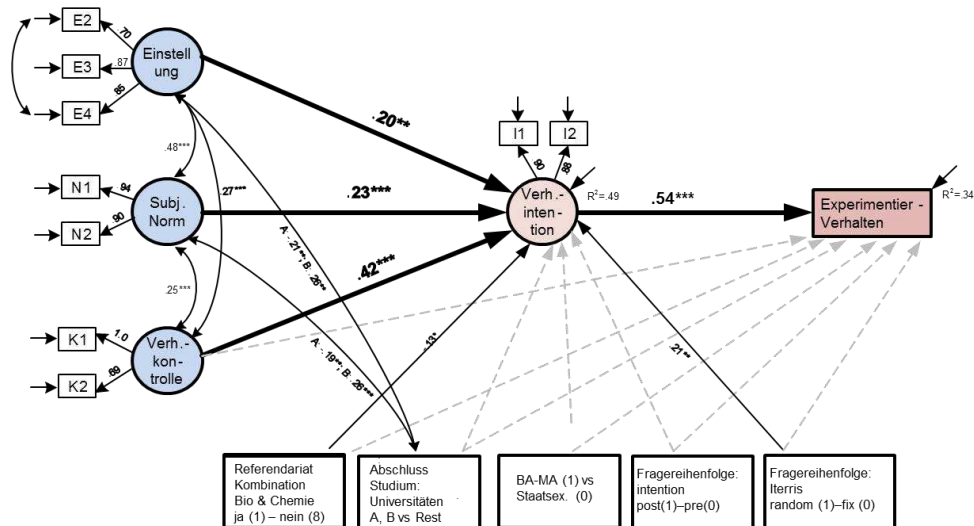 E2
70
E3
.87
E4
85
Einstell
ung
.20**
.48***
N1
94
N2
90
Subj.
Norm
.27***
.23***
I1
I2
90
88
Verh.-
inten-
tion
R²=.49
.54***
Experimentier-
Verhalten
R²=.34
A: .21**; B: .26**
.42***
.25***
K1
1.0
K2
.69
Verh.-
kon-
trolle
A: .19**; B: .26***
.13*
.21**
Referendariat
Kombination
Bio & Chemie
ja (1) – nein (8)
Abschluss
Studium:
Universitäten
A, B vs Rest
BA-MA (1) vs
Staatsex. (0)
Fragereihenfolge:
intention
post(1)–pre(0)
Fragereihenfolge:
Iterris
random (1)–fix (0)